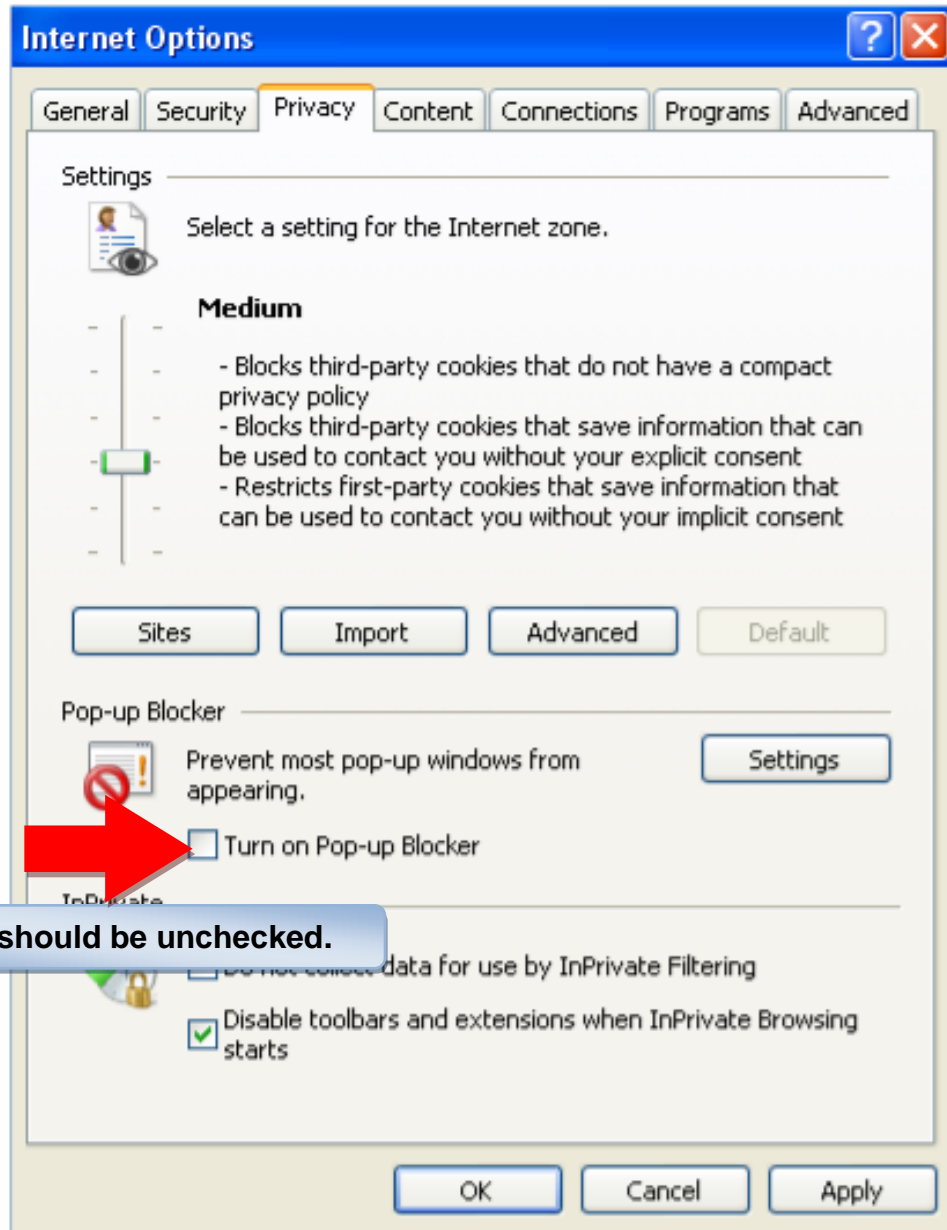 Internet Options
General Security Privacy Content Connections Programs Advanced
Settings
Select a setting for the Internet zone.
Medium
- Blocks third-party cookies that do not have a compact
privacy policy
- Blocks third-party cookies that save information that can
be used to contact you without your explicit consent
- Restricts first-party cookies that save information that
can be used to contact you without your implicit consent
Sites Import Advanced Default
Pop-up Blocker
Prevent most pop-up windows from
appearing.
Settings
Turn on Pop-up Blocker
InPrivate
should be unchecked.
Do not collect data for use by InPrivate Filtering
Disable toolbars and extensions when InPrivate Browsing
starts
OK Cancel Apply